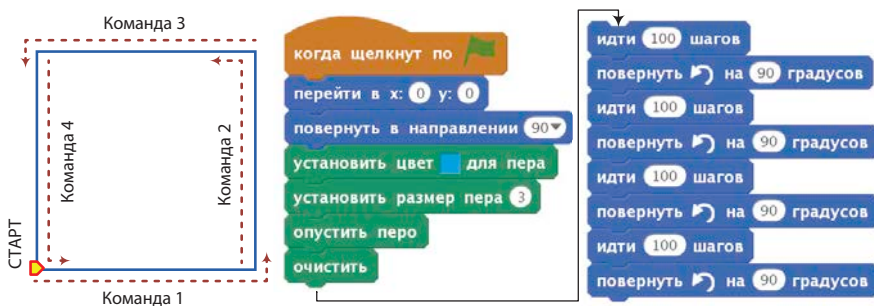 Команда 3
Команда 4
Команда 2
СТАРТ
Команда 1
когда щелкнут по
перейти в x: 0 y: 0
повернуть в направлении 90
установить цвет для пера
установить размер пера 3
опустить перо
очистить
идти 100 шагов
повернуть на 90 градусов
идти 100 шагов
повернуть на 90 градусов
идти 100 шагов
повернуть на 90 градусов
идти 100 шагов
повернуть на 90 градусов